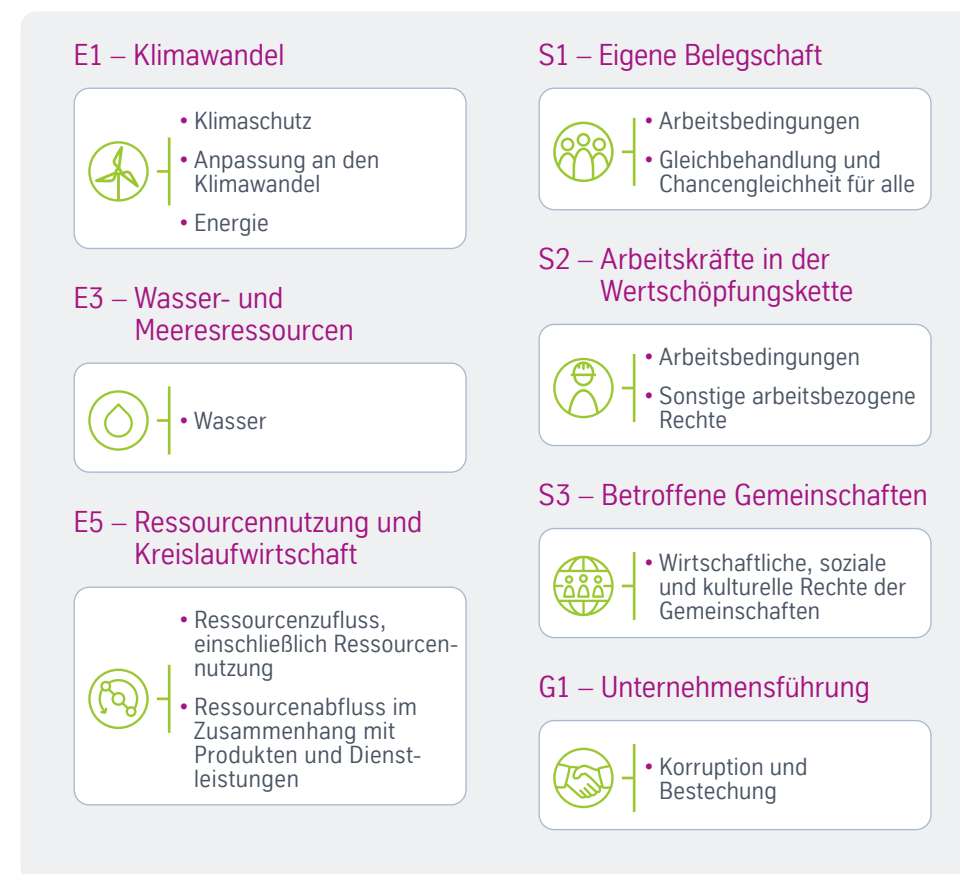 E1 – Klimawandel
• Klimaschutz
• Anpassung an den
Klimawandel
• Energie
E3 – Wasser- und
Meeresressourcen
• Wasser
E5 – Ressourcennutzung und
Kreislaufwirtschaft
• Ressourcenzufluss,
einschließlich Ressourcen-
nutzung
• Ressourcenabfluss im
Zusammenhang mit
Produkten und Dienst-
leistungen
S1 – Eigene Belegschaft
• Arbeitsbedingungen
• Gleichbehandlung und
Chancengleichheit für alle
S2 – Arbeitskräfte in der
Wertschöpfungskette
• Arbeitsbedingungen
• Sonstige arbeitsbezogene
Rechte
S3 – Betroffene Gemeinschaften
• Wirtschaftliche, soziale
und kulturelle Rechte der
Gemeinschaften
G1 – Unternehmensführung
• Korruption und
Bestechung